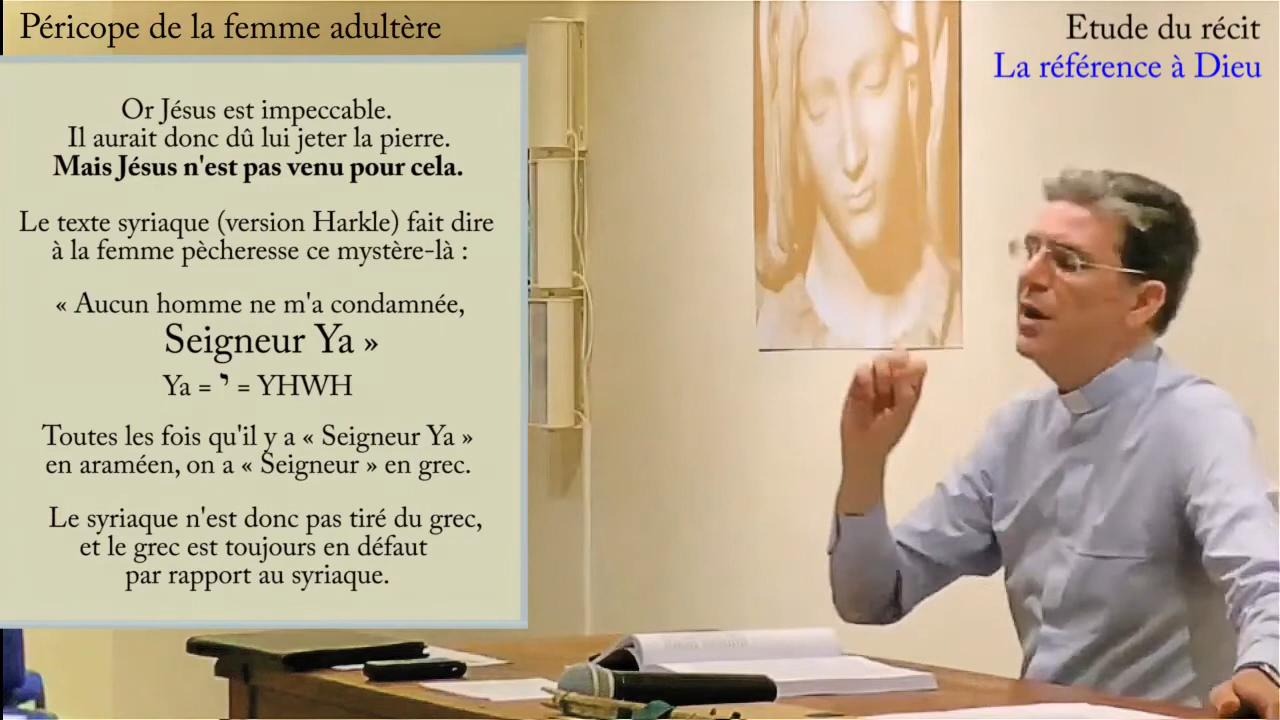 Péricope de la femme adultère
Etude du récit
La référence à Dieu
Or Jésus est impeccable.
Il aurait donc dû lui jeter la pierre.
Mais Jésus n'est pas venu pour cela.
Le texte syriaque (version Harkle) fait dire
à la femme pècheresse ce mystère-là :
« Aucun homme ne m'a condamnée,
Seigneur Ya »
Ya = י = YHWH
Toutes les fois qu'il y a « Seigneur Ya »
en araméen, on a « Seigneur » en grec.
Le syriaque n'est donc pas tiré du grec,
et le grec est toujours en défaut
par rapport au syriaque.